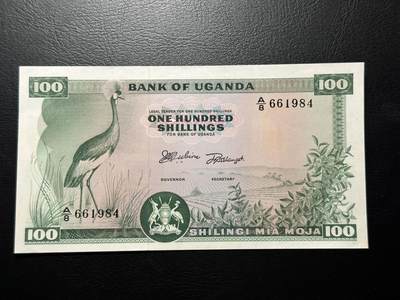 100 BANK OF UGANDA 100
LEGAL TENDER FOR ONE HUNDRED SHILLINGS
A/8 661984
ONE HUNDRED
SHILLINGS
FOR BANK OF UGANDA
GOVERNOR SECRETARY
A/8 661984
100 SHILINGI MIA MOJA 100